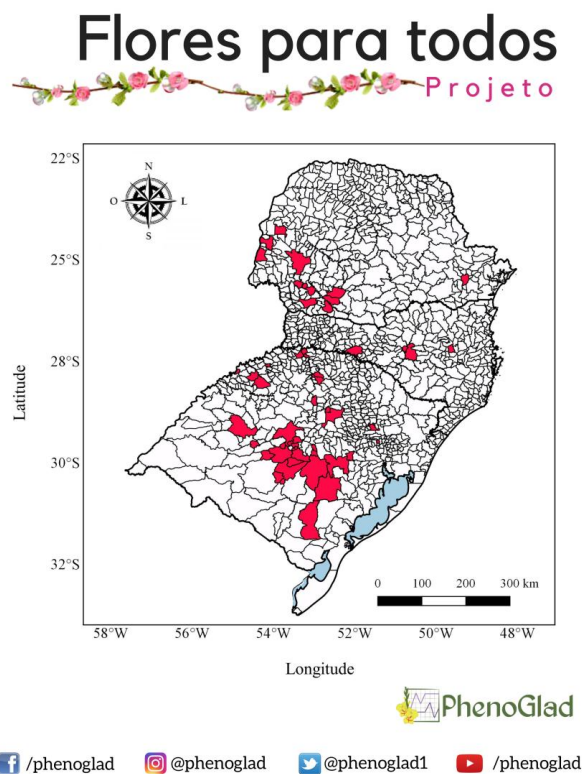 Flores para todos
Projeto
22°S
N
O
L
S
25°S
28°S
Latitude
30°S
32°S
0 100 200 300 km
58°W 56°W 54°W 52°W 50°W 48°W
Longitude
PhenoGlad
/phenoglad @phenoglad @phenoglad1 /phenoglad